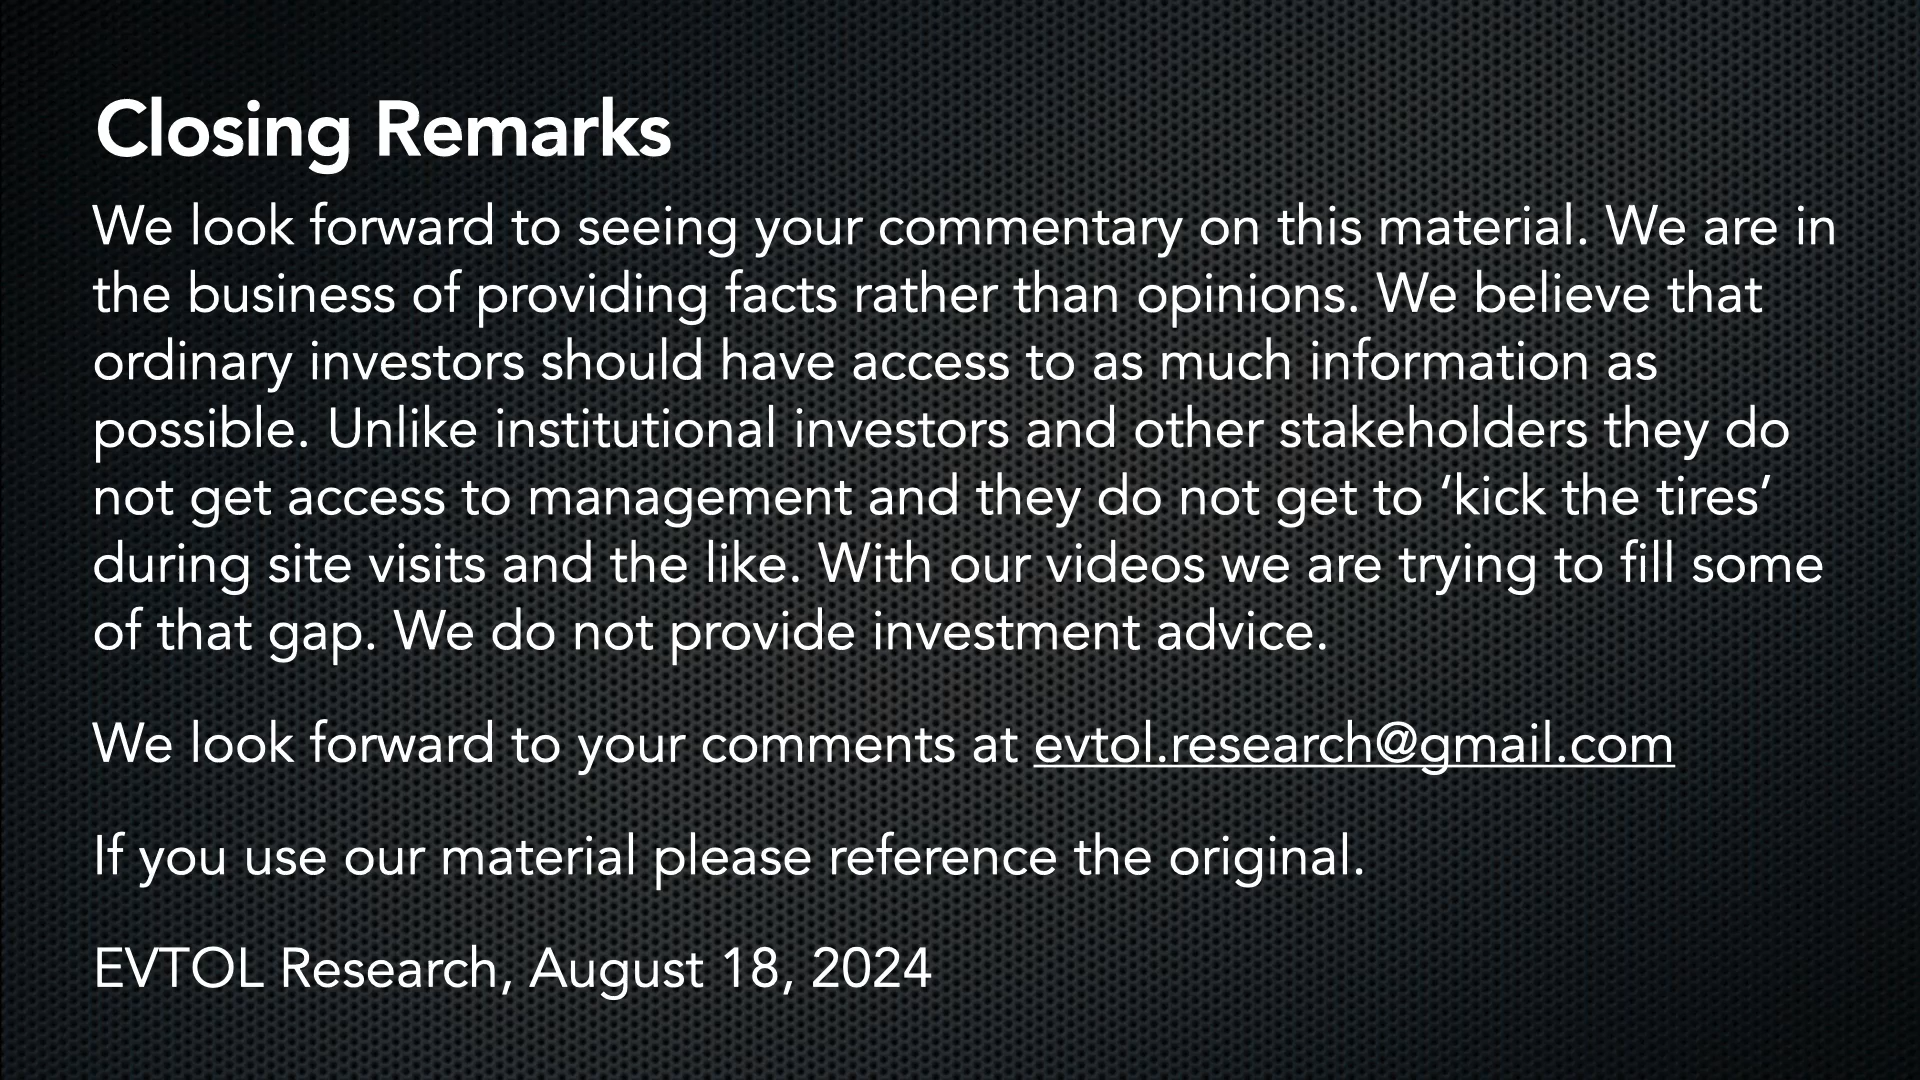 Closing Remarks
We look forward to seeing your commentary on this material. We are in
the business of providing facts rather than opinions. We believe that
ordinary investors should have access to as much information as
possible. Unlike institutional investors and other stakeholders they do
not get access to management and they do not get to ‘kick the tires’
during site visits and the like. With our videos we are trying to fill some
of that gap. We do not provide investment advice.
We look forward to your comments at evtol.research@gmail.com
If you use our material please reference the original.
EVTOL Research, August 18, 2024